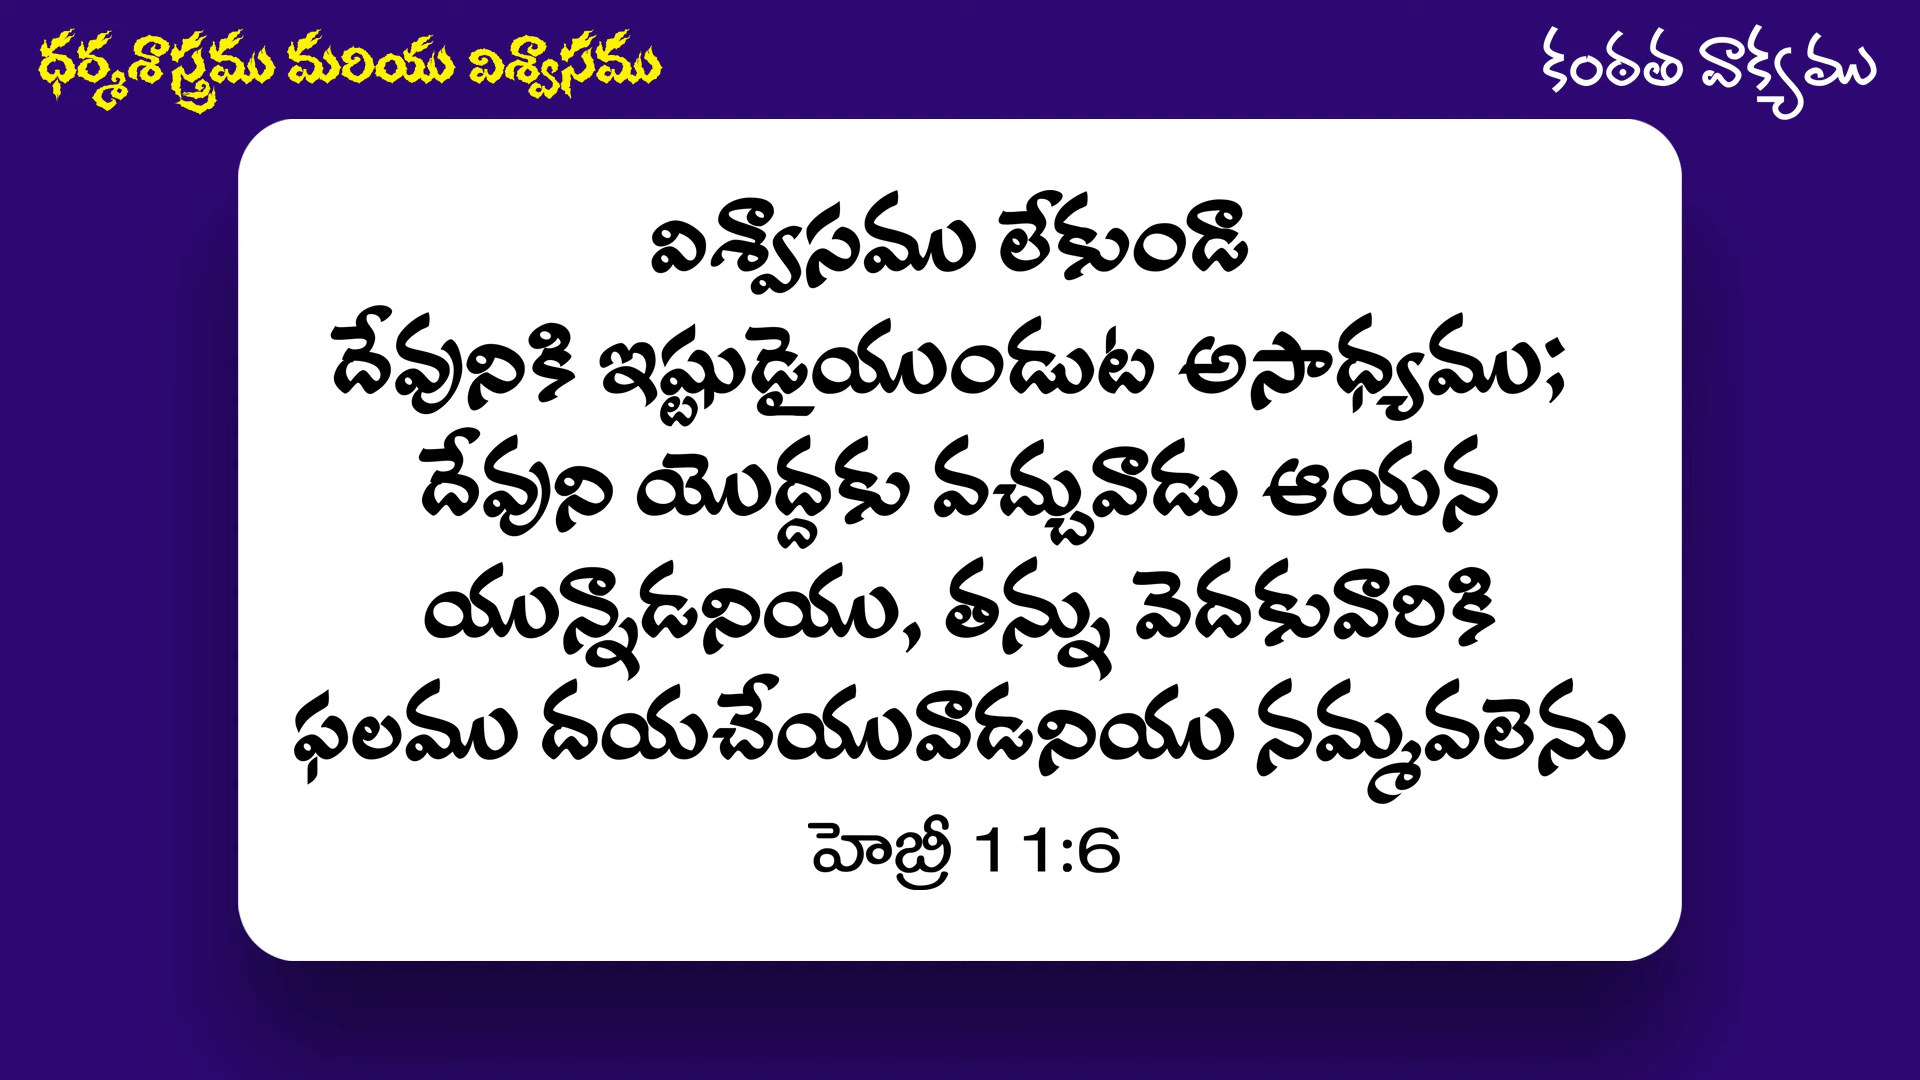 ధర్మశాస్త్రము మరియు విశ్వాసము
కంఠత వాక్యము
విశ్వాసము లేకుండా
దేవునికి ఇష్టుడైయుండుట అసాధ్యము;
దేవుని యొద్దకు వచ్చువాడు ఆయన
యున్నాడనియు, తన్ను వెదకువారికి
ఫలము దయచేయువాడనియు నమ్మవలెను
హెబ్రీ 11:6